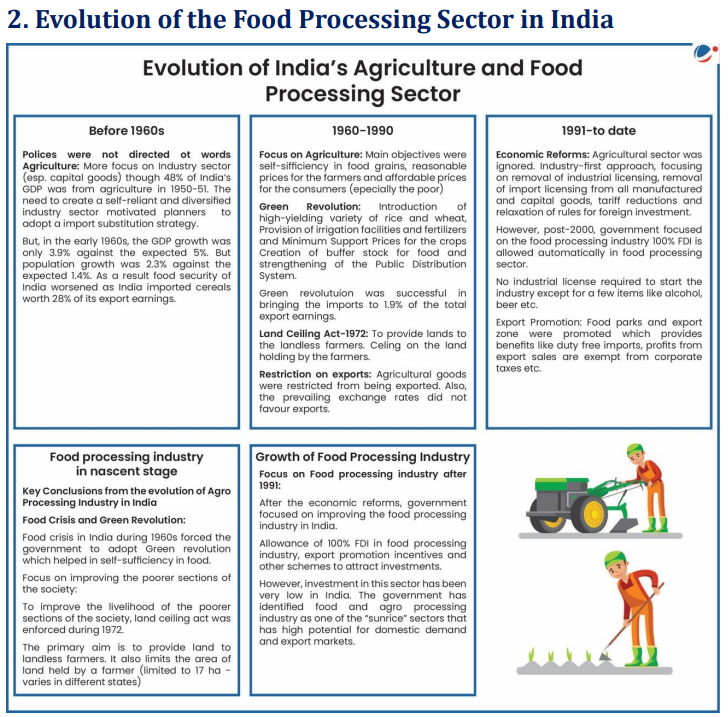 2. Evolution of the Food Processing Sector in India
Evolution of India's Agriculture and Food
Processing Sector
Before 1960s
Polices were not directed ot words
Agriculture: More focus on Industry sector
(esp. capital goods) though 48% of India's
GDP was from agriculture in 1950-51. The
need to create a self-reliant and diversified
industry sector motivated planners to
adopt a import substitution strategy.
But, in the early 1960s, the GDP growth was
only 3.9% against the expected 5%. But
population growth was 2.3% against the
expected 1.4%. As a result food security of
India worsened as India imported cereals
worth 28% of its export earnings.
1960-1990
Focus on Agriculture: Main objectives were
self-sifficiency in food grains, reasonable
prices for the farmers and affordable prices
for the consumers (epecially the poor)
Green Revolution: Introduction of
high-yielding variety of rice and wheat,
Provision of irrigation facilities and fertilizers
and Minimum Support Prices for the crops
Creation of buffer stock for food and
strengthening of the Public Distribution
System.
Green revolutuion was successful in
bringing the imports to 1.9% of the total
export earnings.
Land Ceiling Act-1972: To provide lands to
the landless farmers. Celing on the land
holding by the farmers.
Restriction on exports: Agricultural goods
were restricted from being exported. Also,
the prevailing exchange rates did not
favour exports.
1991-to date
Economic Reforms: Agricultural sector was
ignored. Industry-first approach, focusing
on removal of industrial licensing, removal
of import licensing from all manufactured
and capital goods, tariff reductions and
relaxation of rules for foreign investment.
However, post-2000, government focused
on the food processing industry 100% FDI is
allowed automatically in food processing
sector.
No industrial license required to start the
industry except for a few items like alcohol,
beer etc.
Export Promotion: Food parks and export
zone were promoted which provides
benefits like duty free imports, profits from
export sales are exempt from corporate
taxes etc.
Food processing industry
in nascent stage
Key Conclusions from the evolution of Agro
Processing Industry in India
Food Crisis and Green Revolution:
Food crisis in India during 1960s forced the
government to adopt Green revolution
which helped in self-sufficiency in food.
Focus on improving the poorer sections of
the society:
To improve the livelihood of the poorer
sections of the society, land ceiling act was
enforced during 1972.
The primary aim is to provide land to
landless farmers. It also limits the area of
land held by a farmer (limited to 17 ha -
varies in different states)
Growth of Food Processing Industry
Focus on Food processing industry after
1991:
After the economic reforms, government
focused on improving the food processing
industry in India.
Allowance of 100% FDI in food processing
industry, export promotion incentives and
other schemes to attract investments.
However, investment in this sector has been
very low in India. The government has
identified food and agro processing
industry as one of the "sunrice" sectors that
has high potential for domestic demand
and export markets.